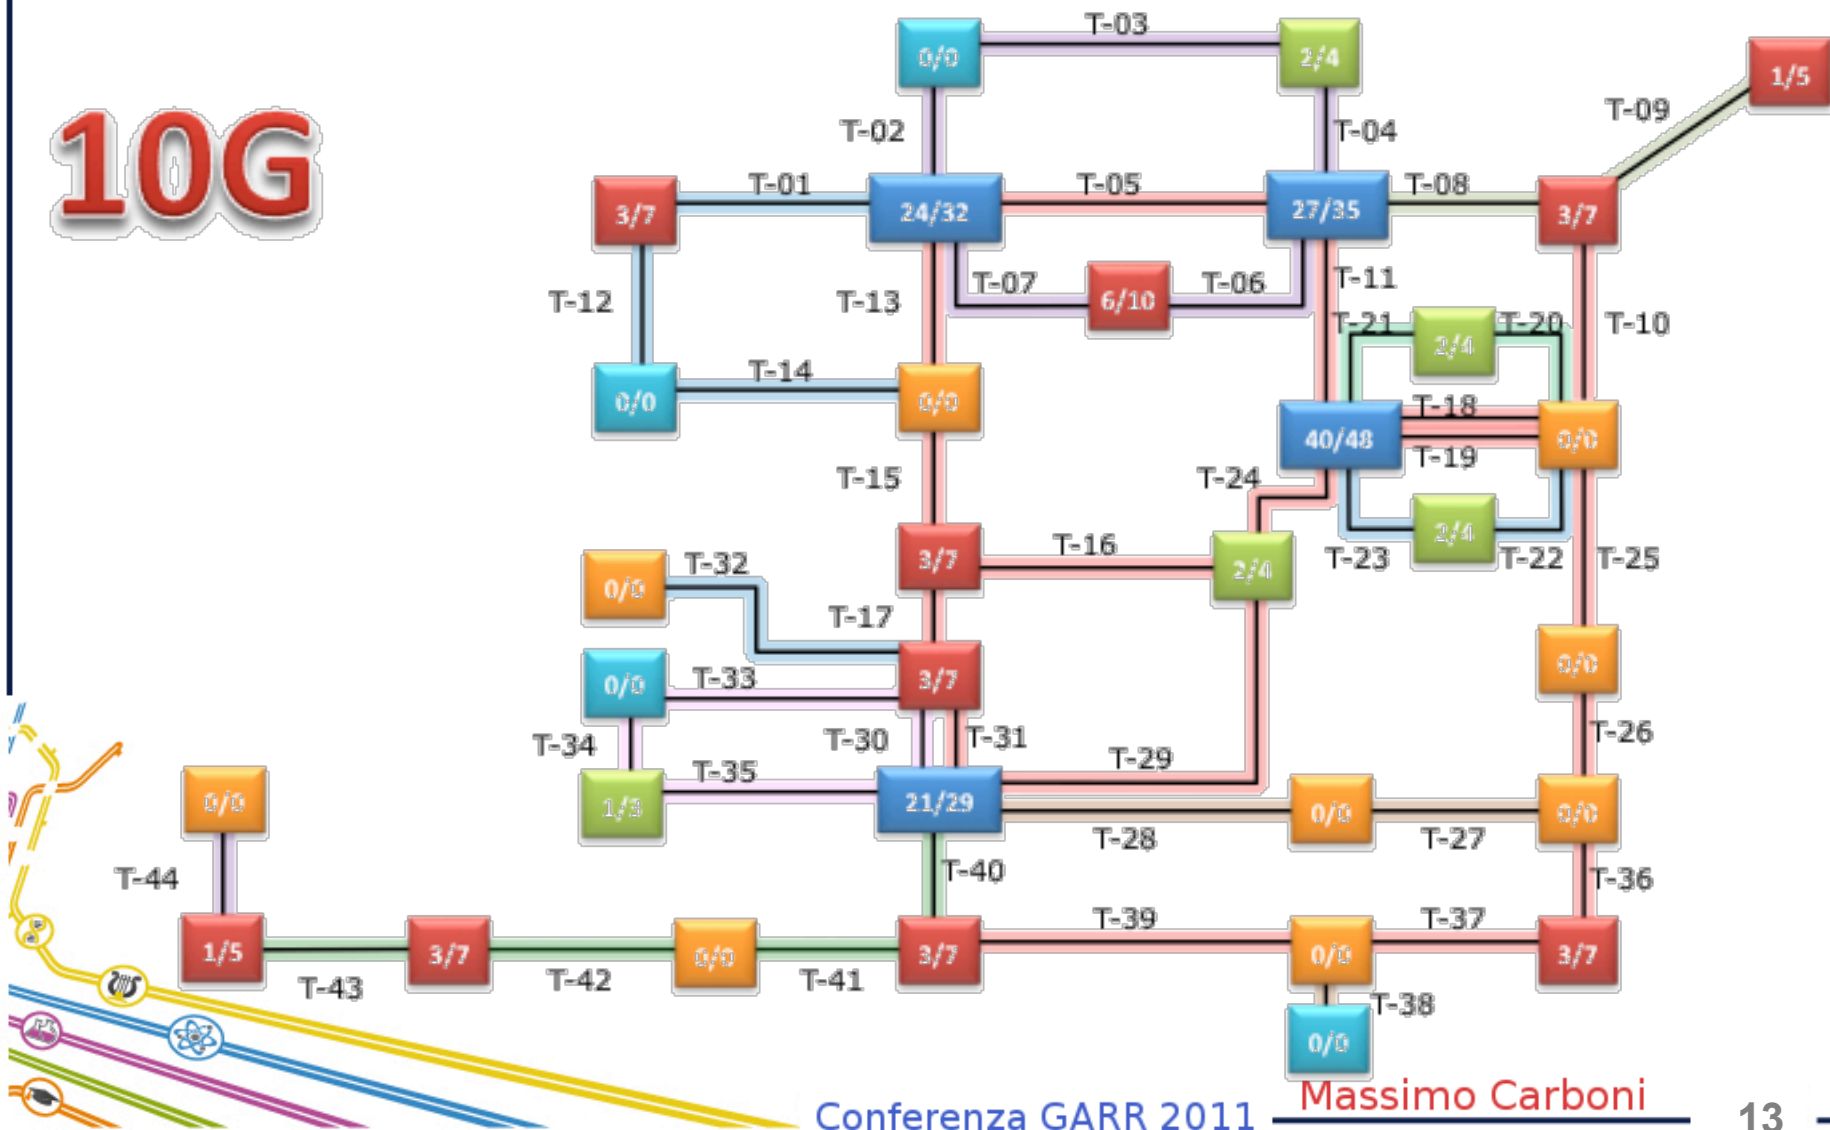 T-03
0/0
2/4
1/5
T-09
10G
T-02
T-04
T-01
T-05
T-08
3/7
24/32
27/35
3/7
T-12
T-13
T-07
6/10
T-06
T-11
T-21
2/4
T-20
T-10
T-14
0/0
0/0
T-18
40/48
0/0
T-19
T-15
T-24
T-16
2/4
T-23
T-22
T-25
3/7
2/4
T-32
0/0
T-17
0/0
T-33
3/7
0/0
T-34
T-30
T-31
T-29
T-26
T-35
0/0
1/3
21/29
0/0
0/0
T-28
T-27
T-44
T-40
T-36
T-39
T-37
1/5
3/7
0/0
3/7
0/0
3/7
T-43
T-42
T-41
T-38
0/0
Massimo Carboni
Conferenza GARR 2011
13